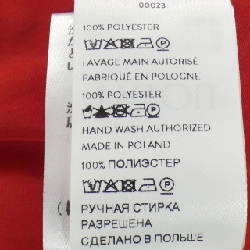 00023
100% POLYESTER
LAVAGE MAIN AUTORISÉ
FABRIQUÉ EN POLOGNE
100% POLYESTER
HAND WASH AUTHORIZED
MADE IN POLAND
100% ПОЛИЭСТЕР
РУЧНАЯ СТИРКА
РАЗРЕШЕНА
СДЕЛАНО В ПОЛЬШЕ